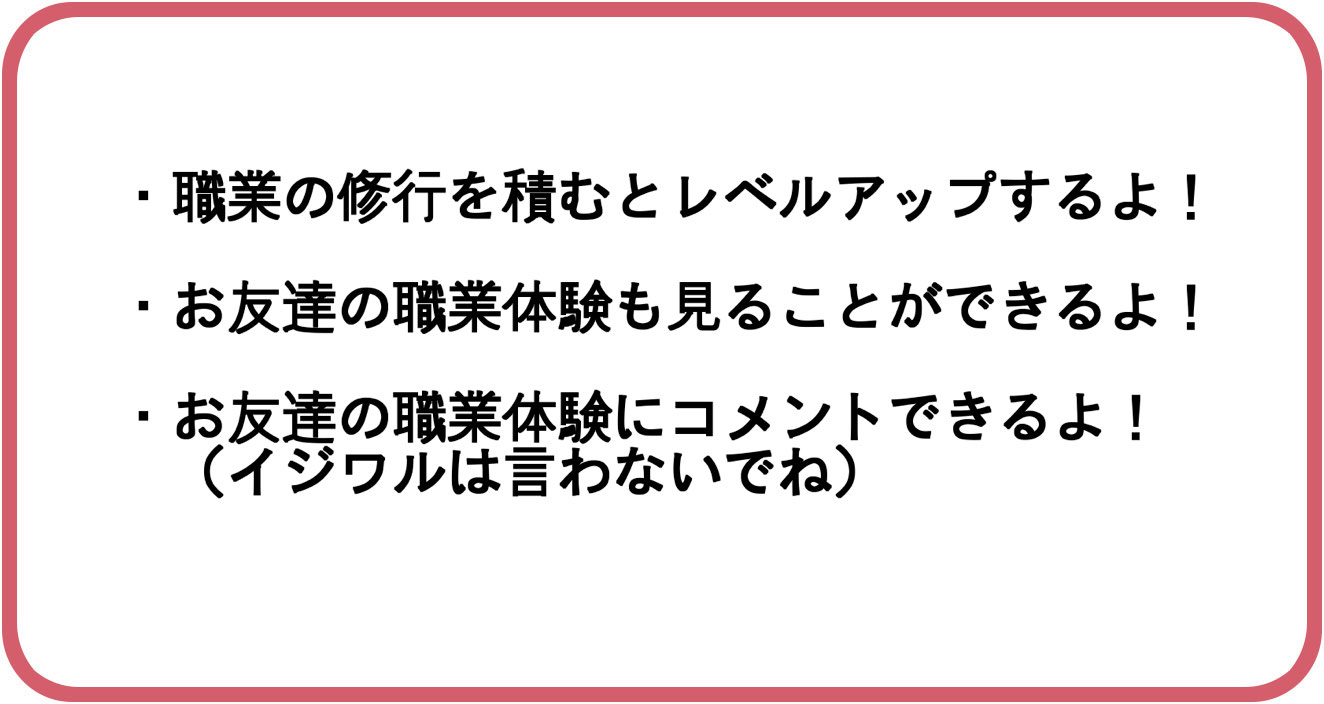 ・職業の修行を積むとレベルアップするよ！
・お友達の職業体験も見ることができるよ！
・お友達の職業体験にコメントできるよ！
（イジワルは言わないでね）